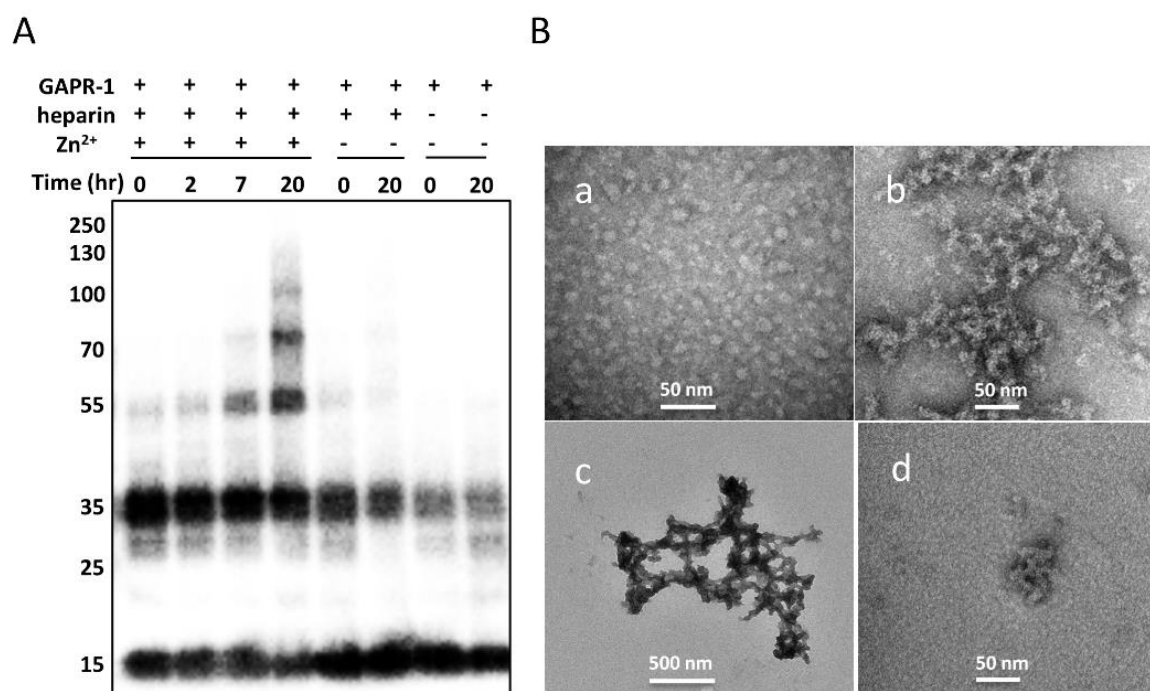 A
B
GAPR-1 + + + + + + + +
heparin + + + + + + - -
Zn²⁺ + + + + - - - -
Time (hr) 0 2 7 20 0 20 0 20
250
130
100
70
55
35
25
15
a
50 nm
b
50 nm
c
500 nm
d
50 nm